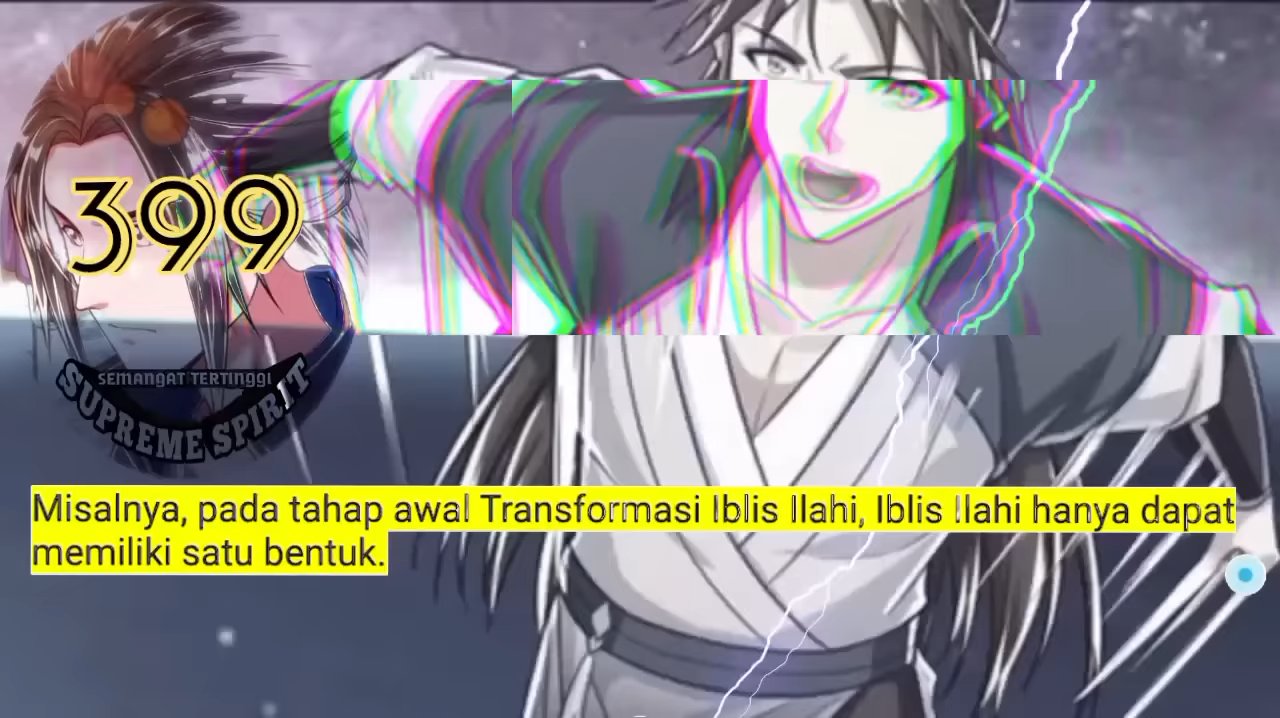 399
SEMANGAT TERTINGGI
SUPREME SPIRIT
Misalnya, pada tahap awal Transformasi Iblis Ilahi, Iblis Ilahi hanya dapat
memiliki satu bentuk.